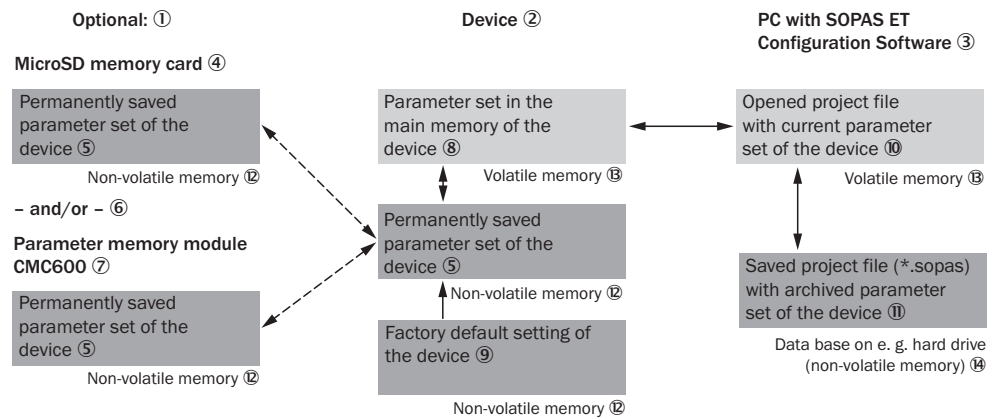 Optional: ①
MicroSD memory card ④
Permanently saved
parameter set of the
device ⑤
Non-volatile memory ⑫
– and/or – ⑥
Parameter memory module
CMC600 ⑦
Permanently saved
parameter set of the
device ⑤
Non-volatile memory ⑫
Device ②
Parameter set in the
main memory of the
device ⑧
Volatile memory ⑬
Permanently saved
parameter set of the
device ⑤
Non-volatile memory ⑫
Factory default setting of
the device ⑨
Non-volatile memory ⑫
PC with SOPAS ET
Configuration Software ③
Opened project file
with current parameter
set of the device ⑩
Volatile memory ⑬
Saved project file (*.sopas)
with archived parameter
set of the device ⑪
Data base on e. g. hard drive
(non-volatile memory) ⑭